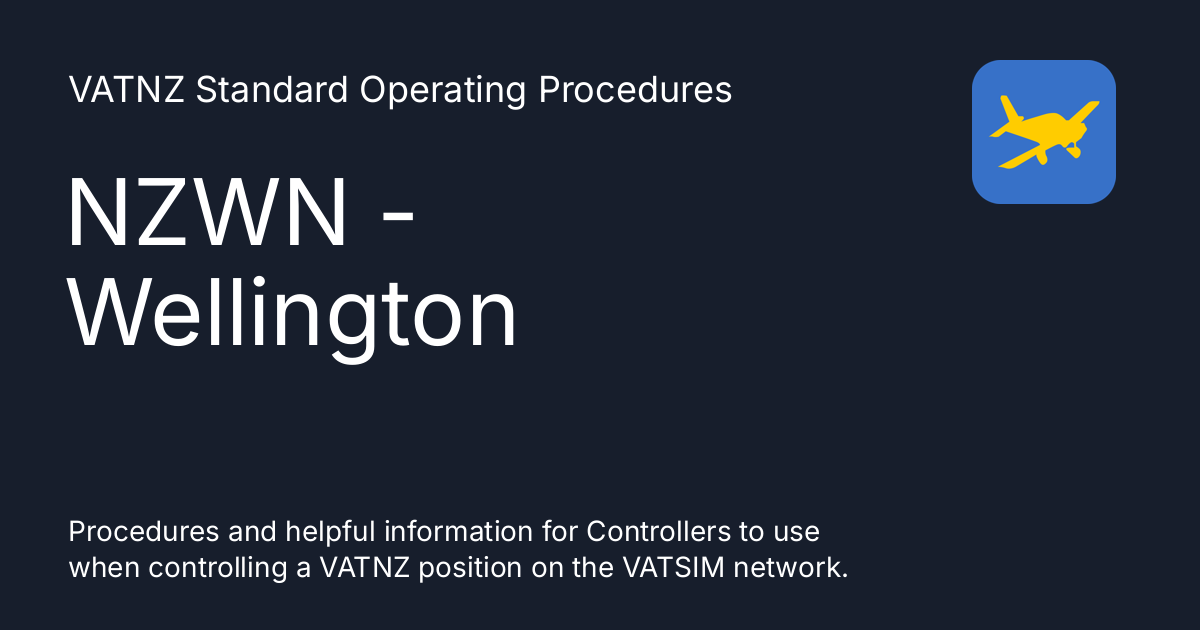 VATNZ Standard Operating Procedures
NZWN -
Wellington
Procedures and helpful information for Controllers to use
when controlling a VATNZ position on the VATSIM network.